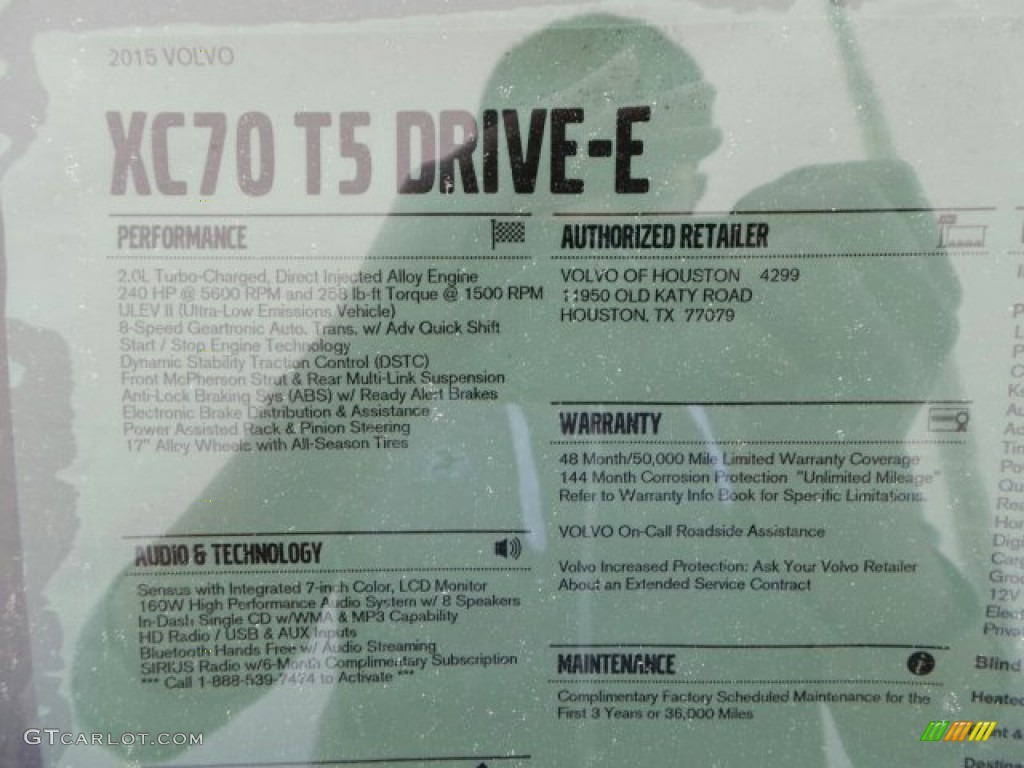 2015 VOLVO
XC70 T5 DRIVE-E
PERFORMANCE
2.0L Turbo-Charged, Direct Injected Alloy Engine
240 HP @ 5600 RPM and 258 lb-ft Torque @ 1500 RPM
ULEV II (Ultra-Low Emissions Vehicle)
8-Speed Geartronic Auto. Trans. w/ Adv Quick Shift
Start / Stop Engine Technology
Dynamic Stability Traction Control (DSTC)
Front McPherson Strut & Rear Multi-Link Suspension
Anti-Lock Braking Sys (ABS) w/ Ready Alert Brakes
Electronic Brake Distribution & Assistance
Power Assisted Rack & Pinion Steering
17" Alloy Wheels with All-Season Tires
AUDIO & TECHNOLOGY
Sensus with Integrated 7-inch Color, LCD Monitor
160W High Performance Audio System w/ 8 Speakers
In-Dash Single CD w/WMA & MP3 Capability
HD Radio / USB & AUX Inputs
Bluetooth Hands Free w/ Audio Streaming
SIRIUS Radio w/6-Month Complimentary Subscription
*** Call 1-888-539-7474 to Activate ***
AUTHORIZED RETAILER
VOLVO OF HOUSTON 4299
11950 OLD KATY ROAD
HOUSTON, TX 77079
WARRANTY
48 Month/50,000 Mile Limited Warranty Coverage
144 Month Corrosion Protection "Unlimited Mileage"
Refer to Warranty Info Book for Specific Limitations.
VOLVO On-Call Roadside Assistance
Volvo Increased Protection: Ask Your Volvo Retailer
About an Extended Service Contract
MAINTENANCE
Complimentary Factory Scheduled Maintenance for the
First 3 Years or 36,000 Miles
12V
Blind
GTCARLOT.COM